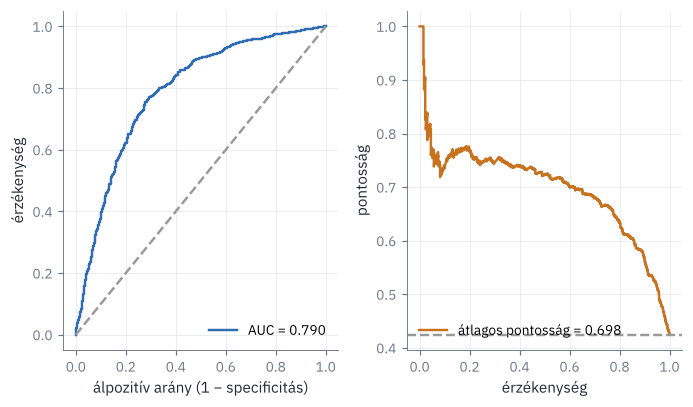 1.0
0.8
0.6
0.4
0.2
0.0
érzékenység
0.0 0.2 0.4 0.6 0.8 1.0
álpozitív arány (1 − specificitás)
AUC = 0.790
1.0
0.9
0.8
0.7
0.6
0.5
0.4
pontosság
0.0 0.2 0.4 0.6 0.8 1.0
érzékenység
átlagos pontosság = 0.698